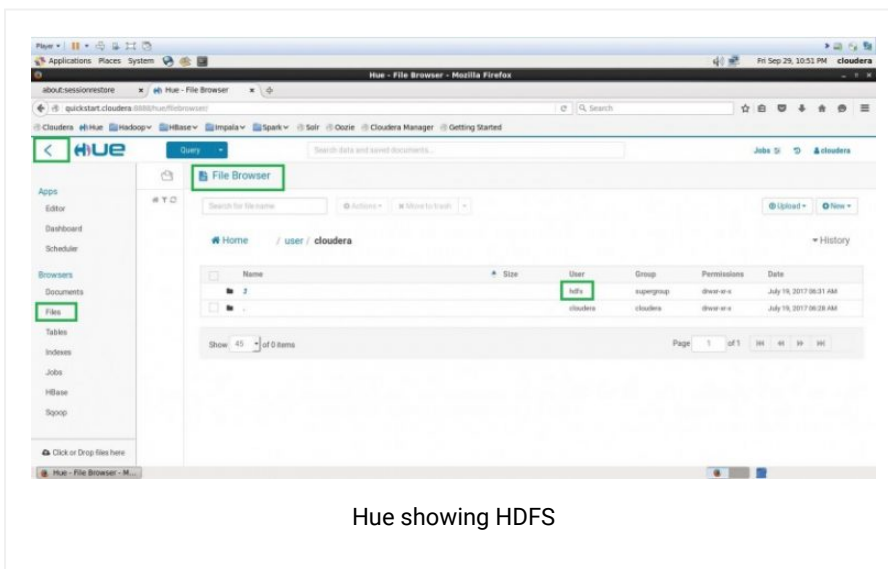 Player
Applications Places System Fri Sep 29, 10:51 PM cloudera
Hue - File Browser - Mozilla Firefox
about:sessionrestore Hue - File Browser
quickstart.cloudera:8888/hue/filebrowser/ Search
Cloudera Hue Hadoop HBase Impala Spark Solr Oozie Cloudera Manager Getting Started
HUE Query Search data and saved documents... Jobs cloudera
File Browser
Apps
Editor
Dashboard
Scheduler
Search for file name Actions Move to trash Upload New
Home / user / cloudera History
Browsers
Documents
Files
Tables
Indexes
Jobs
HBase
Sqoop
Name Size User Group Permissions Date
hdfs supergroup July 19, 2017 06:31 AM
. cloudera cloudera July 19, 2017 06:28 AM
Show 45 of 0 items Page 1 of 1
Click or Drop files here
Hue - File Browser - M...
Hue showing HDFS